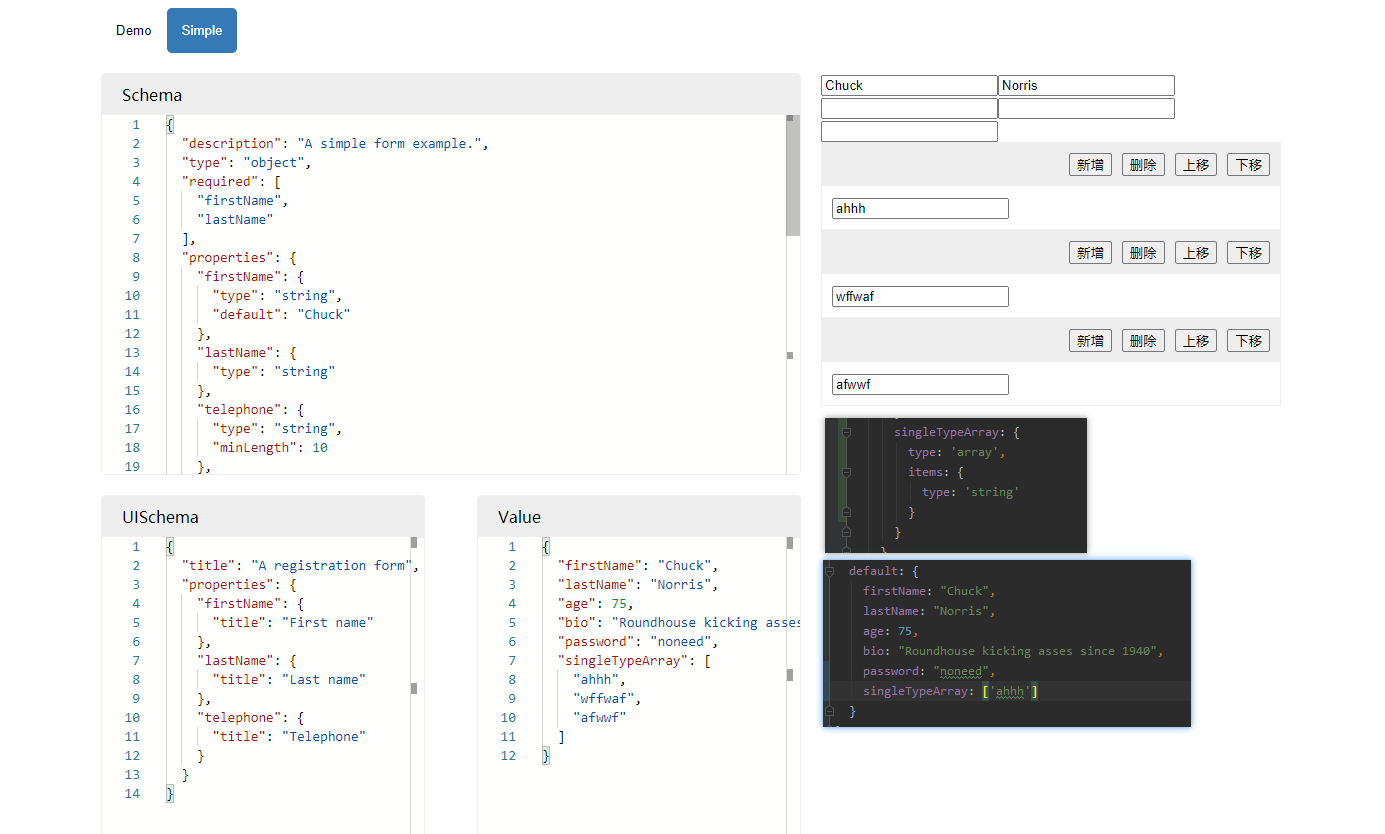 Demo Simple
Schema
1 {
2 "description": "A simple form example.",
3 "type": "object",
4 "required": [
5 "firstName",
6 "lastName"
7 ],
8 "properties": {
9 "firstName": {
10 "type": "string",
11 "default": "Chuck"
12 },
13 "lastName": {
14 "type": "string"
15 },
16 "telephone": {
17 "type": "string",
18 "minLength": 10
19 },
UISchema
1 {
2 "title": "A registration form",
3 "properties": {
4 "firstName": {
5 "title": "First name"
6 },
7 "lastName": {
8 "title": "Last name"
9 },
10 "telephone": {
11 "title": "Telephone"
12 }
13 }
14 }
Value
1 {
2 "firstName": "Chuck",
3 "lastName": "Norris",
4 "age": 75,
5 "bio": "Roundhouse kicking asses
6 "password": "noneed",
7 "singleTypeArray": [
8 "ahhh",
9 "wffwaf",
10 "afwwf"
11 ]
12 }
Chuck Norris
新增 删除 上移 下移
ahhh
新增 删除 上移 下移
wffwaf
新增 删除 上移 下移
afwwf
singleTypeArray: {
type: 'array',
items: {
type: 'string'
}
}
default: {
firstName: "Chuck",
lastName: "Norris",
age: 75,
bio: "Roundhouse kicking asses since 1940",
password: "noneed",
singleTypeArray: ['ahhh']
}